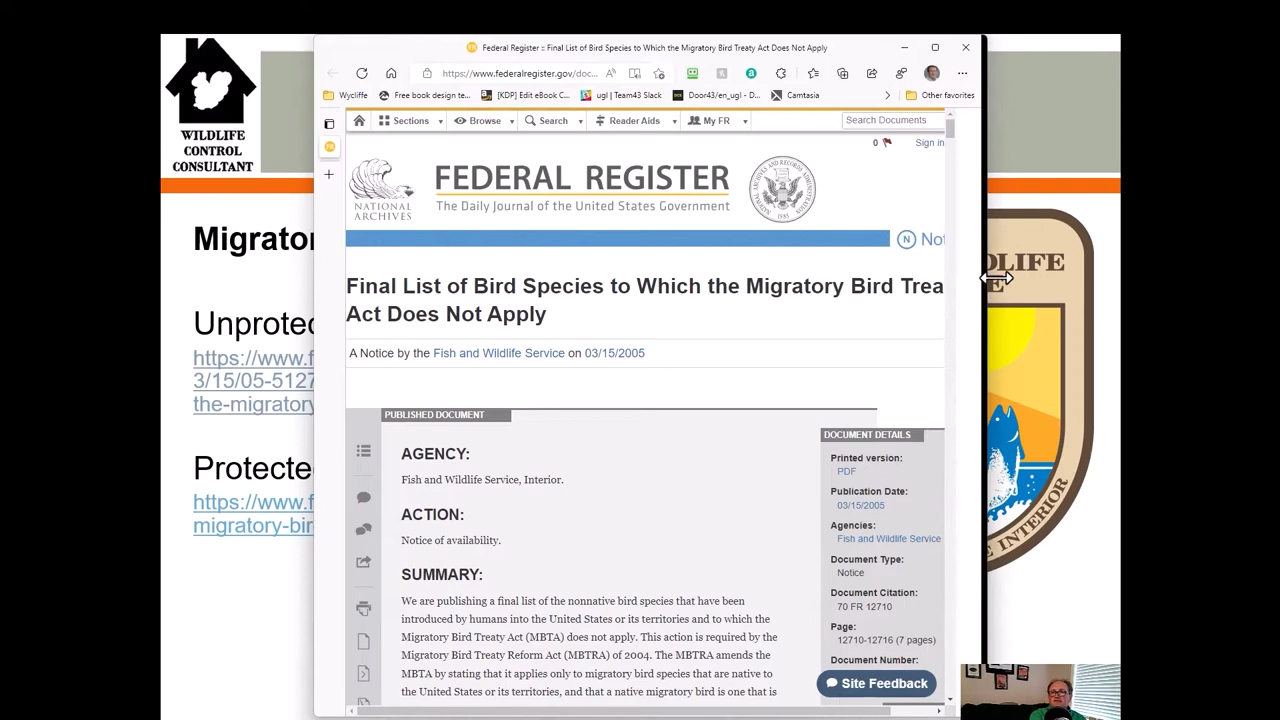 Federal Register :: Final List of Bird Species to Which the Migratory Bird Treaty Act Does Not Apply
https://www.federalregister.gov/doc...
Wycliffe
Free book design te...
[KDP] Edit eBook C...
ugl | Team43 Slack
Door43/en_ugl - D...
Camtasia
Other favorites
Sections
Browse
Search
Reader Aids
My FR
Search Documents
0
Sign in
WILDLIFE
CONTROL
CONSULTANT
NATIONAL
ARCHIVES
FEDERAL REGISTER
The Daily Journal of the United States Government
N Not
Final List of Bird Species to Which the Migratory Bird Trea
Act Does Not Apply
A Notice by the Fish and Wildlife Service on 03/15/2005
PUBLISHED DOCUMENT
AGENCY:
Fish and Wildlife Service, Interior.
ACTION:
Notice of availability.
SUMMARY:
We are publishing a final list of the nonnative bird species that have been
introduced by humans into the United States or its territories and to which the
Migratory Bird Treaty Act (MBTA) does not apply. This action is required by the
Migratory Bird Treaty Reform Act (MBTRA) of 2004. The MBTRA amends the
MBTA by stating that it applies only to migratory bird species that are native to
the United States or its territories, and that a native migratory bird is one that is
DOCUMENT DETAILS
Printed version:
PDF
Publication Date:
03/15/2005
Agencies:
Fish and Wildlife Service
Document Type:
Notice
Document Citation:
70 FR 12710
Page:
12710-12716 (7 pages)
Document Number:
Site Feedback
Migrator
Unprotec
https://www.f
3/15/05-5127
the-migratory
Protecte
https://www.f
migratory-bir
DLIFE
E
E INTERIOR